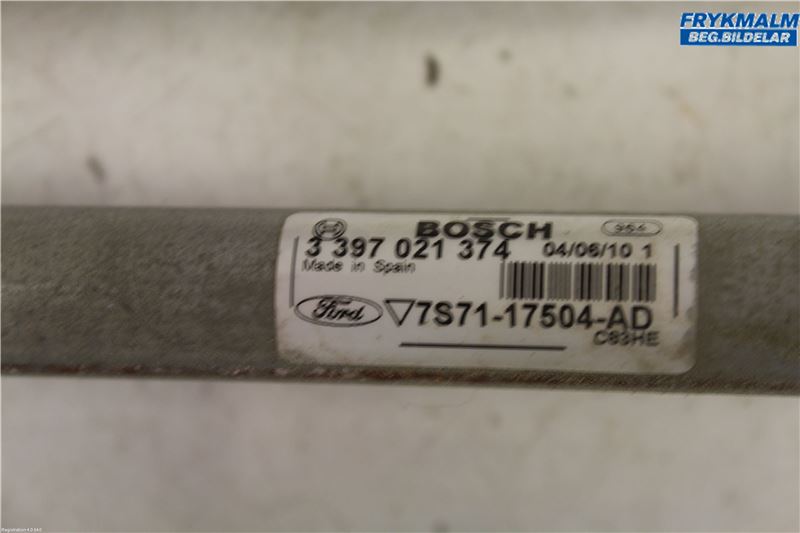 FRYKMALM
BEG.BILDELAR
BOSCH
3 397 021 374 04/06/10 1
Made in Spain
Ford 7S71-17504-AD
C83HE